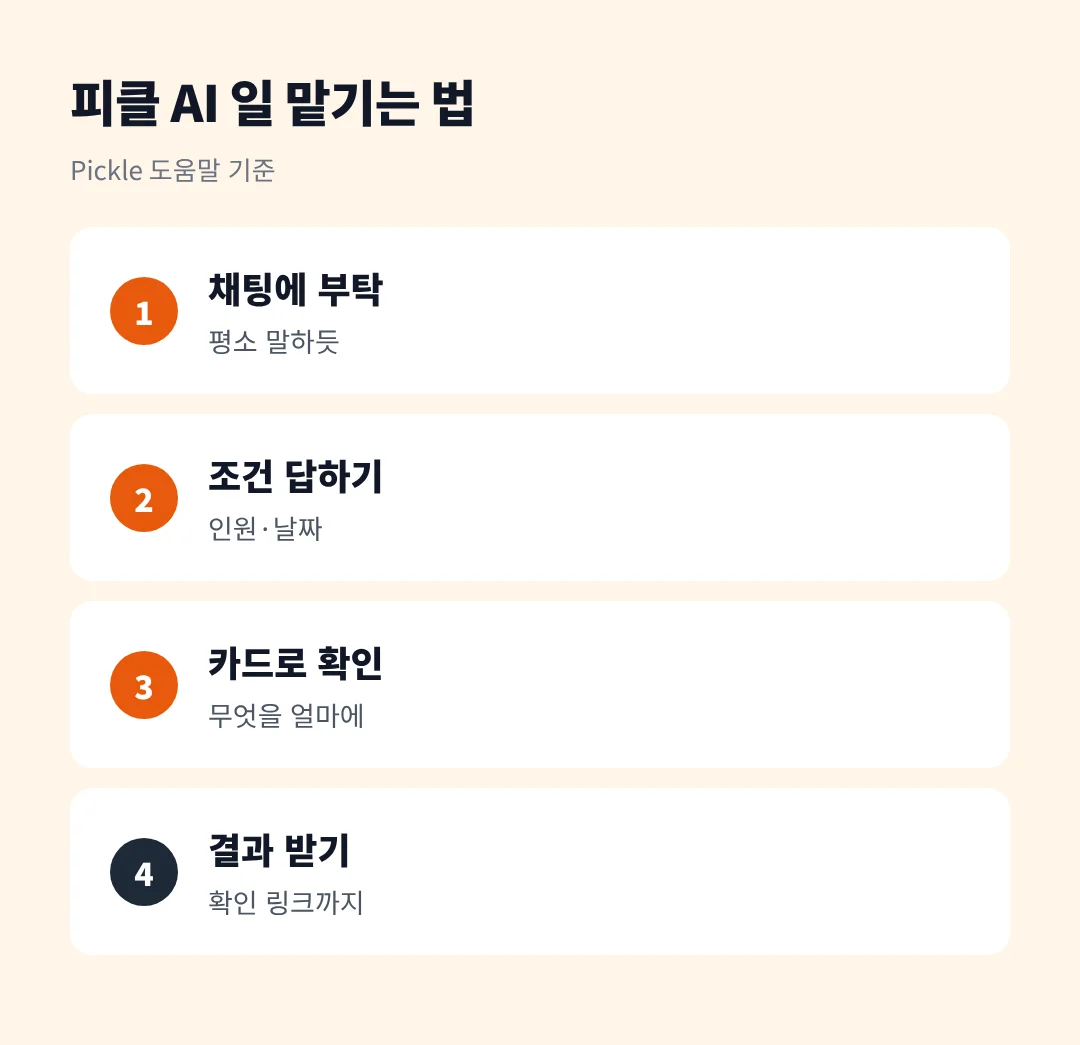 피클 AI 일 맡기는 법
Pickle 도움말 기준
1
채팅에 부탁
평소 말하듯
2
조건 답하기
인원·날짜
3
카드로 확인
무엇을 얼마에
4
결과 받기
확인 링크까지